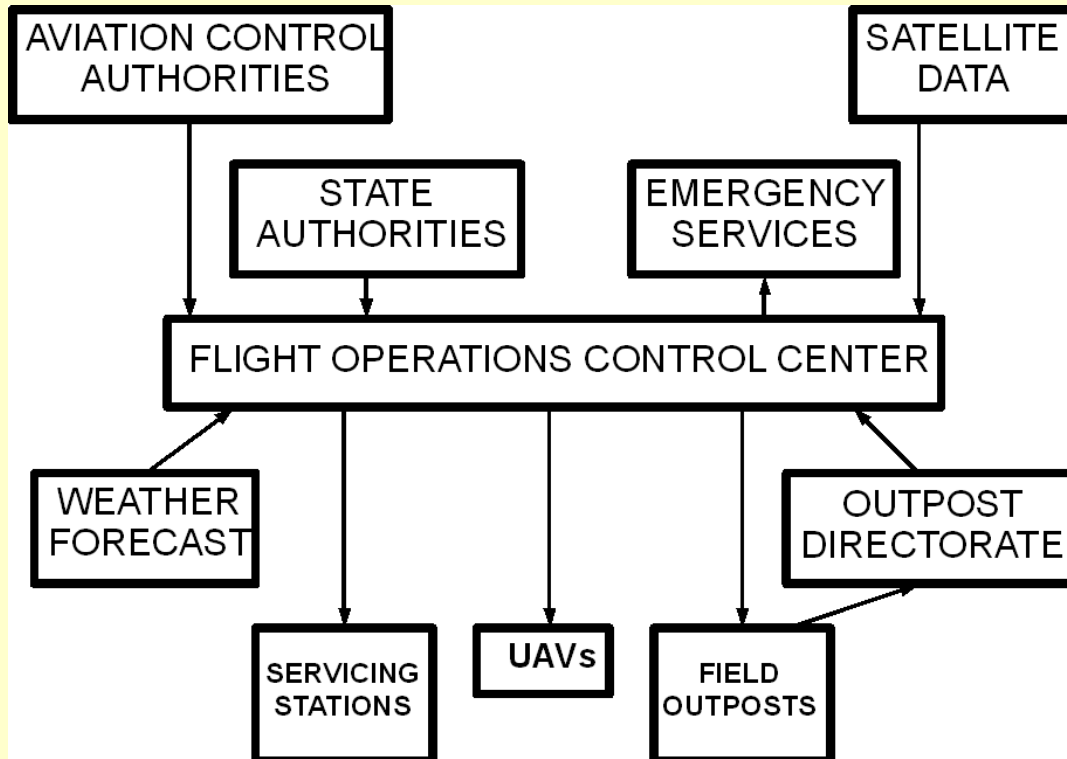 AVIATION CONTROL
AUTHORITIES
SATELLITE
DATA
STATE
AUTHORITIES
EMERGENCY
SERVICES
FLIGHT OPERATIONS CONTROL CENTER
WEATHER
FORECAST
OUTPOST
DIRECTORATE
SERVICING
STATIONS
UAVs
FIELD
OUTPOSTS